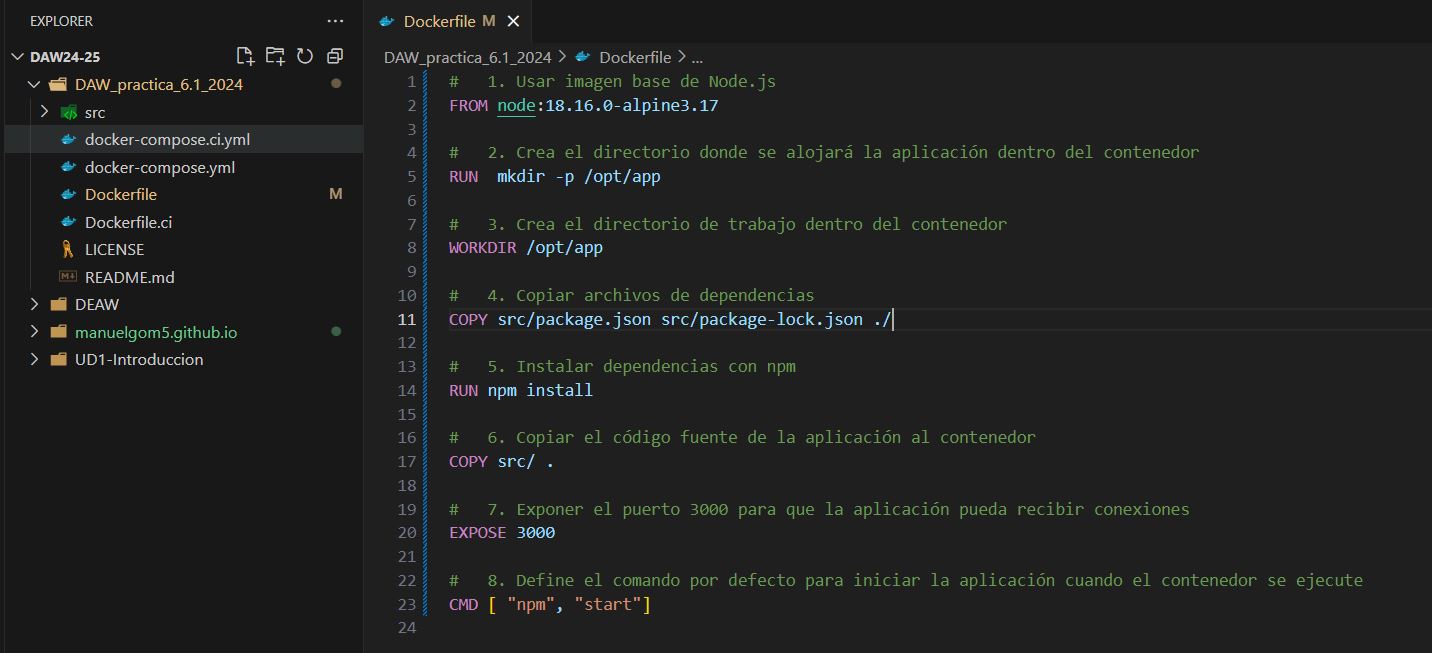 EXPLORER
DAW24-25
DAW_practica_6.1_2024
src
docker-compose.ci.yml
docker-compose.yml
Dockerfile M
Dockerfile.ci
LICENSE
README.md
DEAW
manuelgom5.github.io
UD1-Introduccion
Dockerfile M
DAW_practica_6.1_2024 > Dockerfile > ...
1 # 1. Usar imagen base de Node.js
2 FROM node:18.16.0-alpine3.17
3
4 # 2. Crea el directorio donde se alojará la aplicación dentro del contenedor
5 RUN  mkdir -p /opt/app
6
7 # 3. Crea el directorio de trabajo dentro del contenedor
8 WORKDIR /opt/app
9
10 # 4. Copiar archivos de dependencias
11 COPY src/package.json src/package-lock.json ./
12
13 # 5. Instalar dependencias con npm
14 RUN npm install
15
16 # 6. Copiar el código fuente de la aplicación al contenedor
17 COPY src/ .
18
19 # 7. Exponer el puerto 3000 para que la aplicación pueda recibir conexiones
20 EXPOSE 3000
21
22 # 8. Define el comando por defecto para iniciar la aplicación cuando el contenedor se ejecute
23 CMD [ "npm", "start"]
24